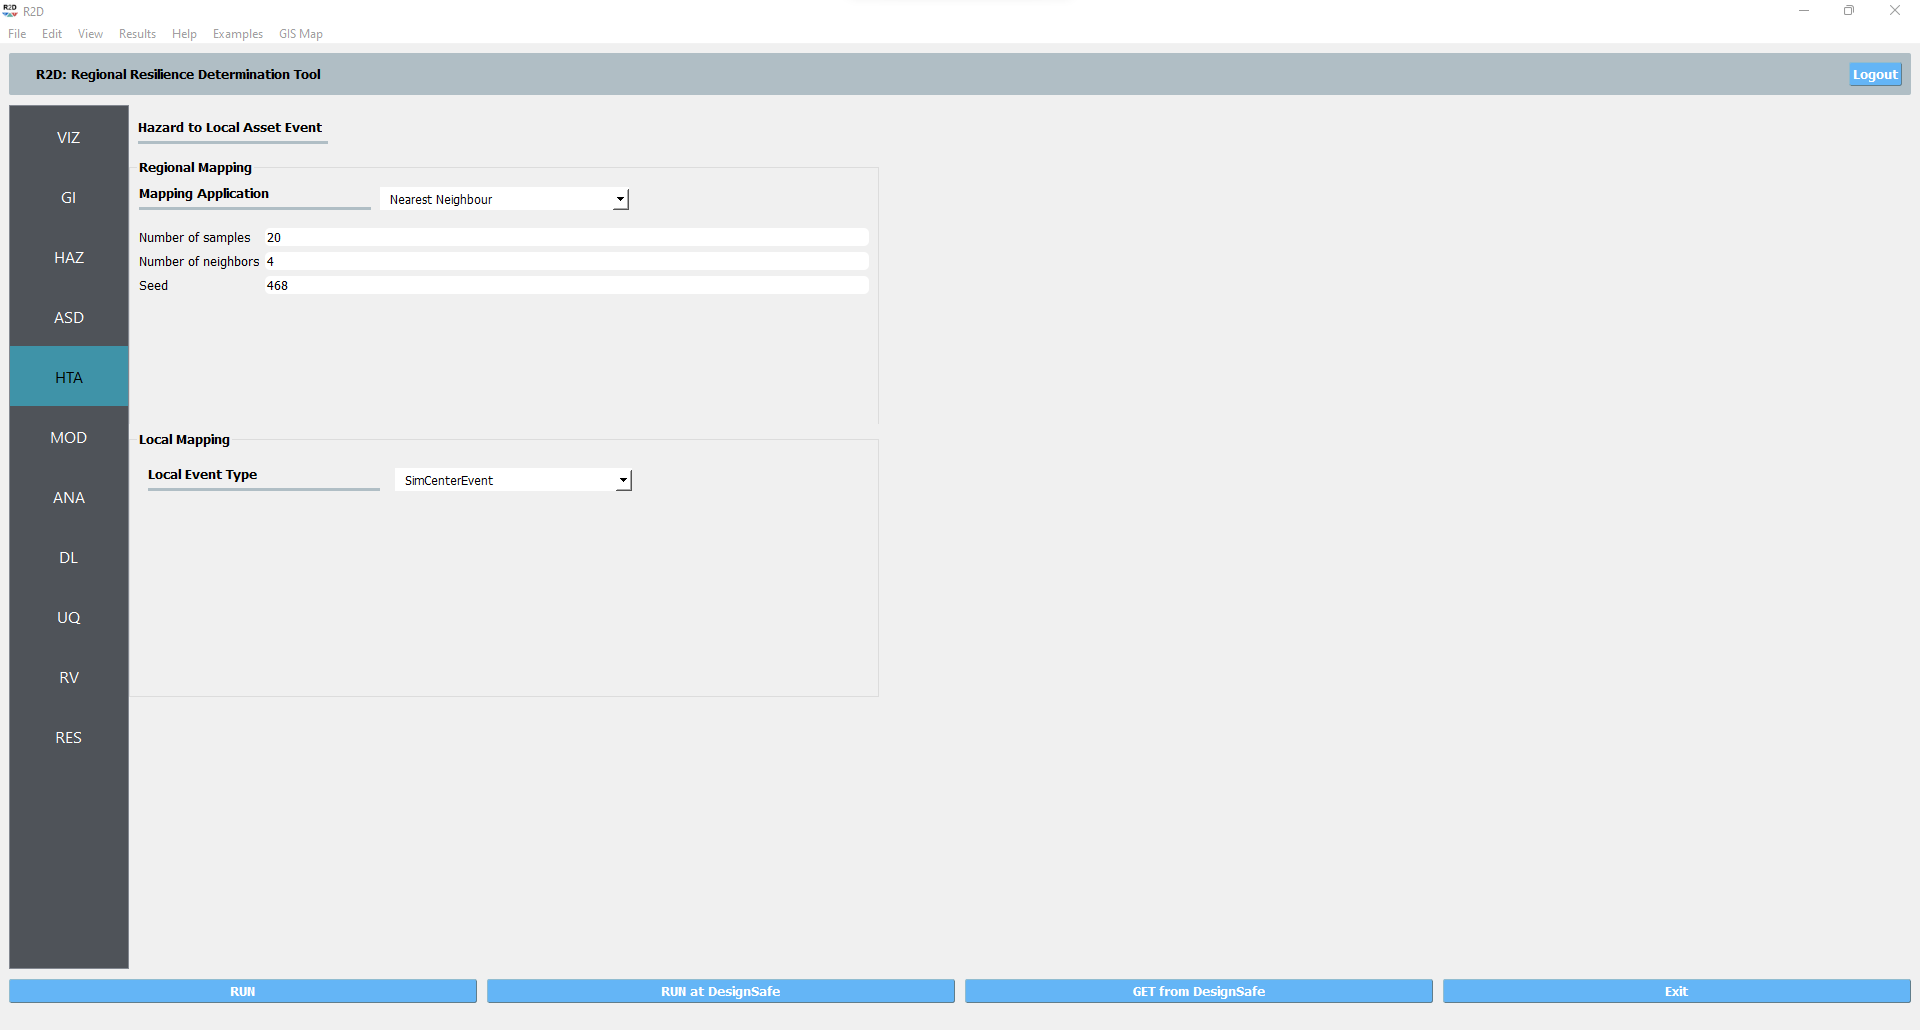 R2D
R2D
File Edit View Results Help Examples GIS Map
R2D: Regional Resilience Determination Tool
Logout
VIZ
GI
HAZ
ASD
HTA
MOD
ANA
DL
UQ
RV
RES
Hazard to Local Asset Event
Regional Mapping
Mapping Application Nearest Neighbour
Number of samples 20
Number of neighbors 4
Seed 468
Local Mapping
Local Event Type SimCenterEvent
RUN RUN at DesignSafe GET from DesignSafe Exit